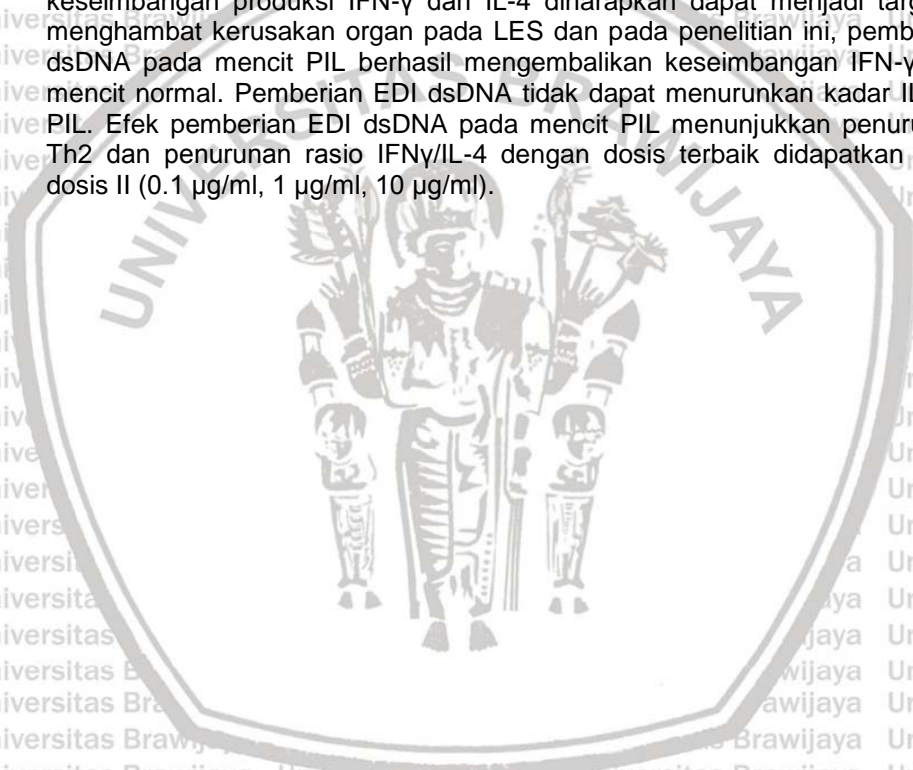 keseimbangan produksi IFN-γ dan IL-4 diharapkan dapat menjadi targ
menghambat kerusakan organ pada LES dan pada penelitian ini, pemb
dsDNA pada mencit PIL berhasil mengembalikan keseimbangan IFN-γ
mencit normal. Pemberian EDI dsDNA tidak dapat menurunkan kadar IL
PIL. Efek pemberian EDI dsDNA pada mencit PIL menunjukkan penuru
Th2 dan penurunan rasio IFNγ/IL-4 dengan dosis terbaik didapatkan
dosis II (0.1 µg/ml, 1 µg/ml, 10 µg/ml).
UNIVERSITAS BRAWIJAYA